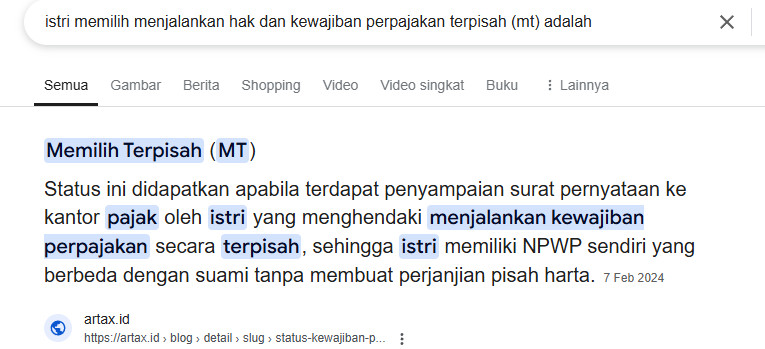 istri memilih menjalankan hak dan kewajiban perpajakan terpisah (mt) adalah
Semua Gambar Berita Shopping Video Video singkat Buku Lainnya
Memilih Terpisah (MT)
Status ini didapatkan apabila terdapat penyampaian surat pernyataan ke
kantor pajak oleh istri yang menghendaki menjalankan kewajiban
perpajakan secara terpisah, sehingga istri memiliki NPWP sendiri yang
berbeda dengan suami tanpa membuat perjanjian pisah harta. 7 Feb 2024
artax.id
https://artax.id › blog › detail › slug › status-kewajiban-p...